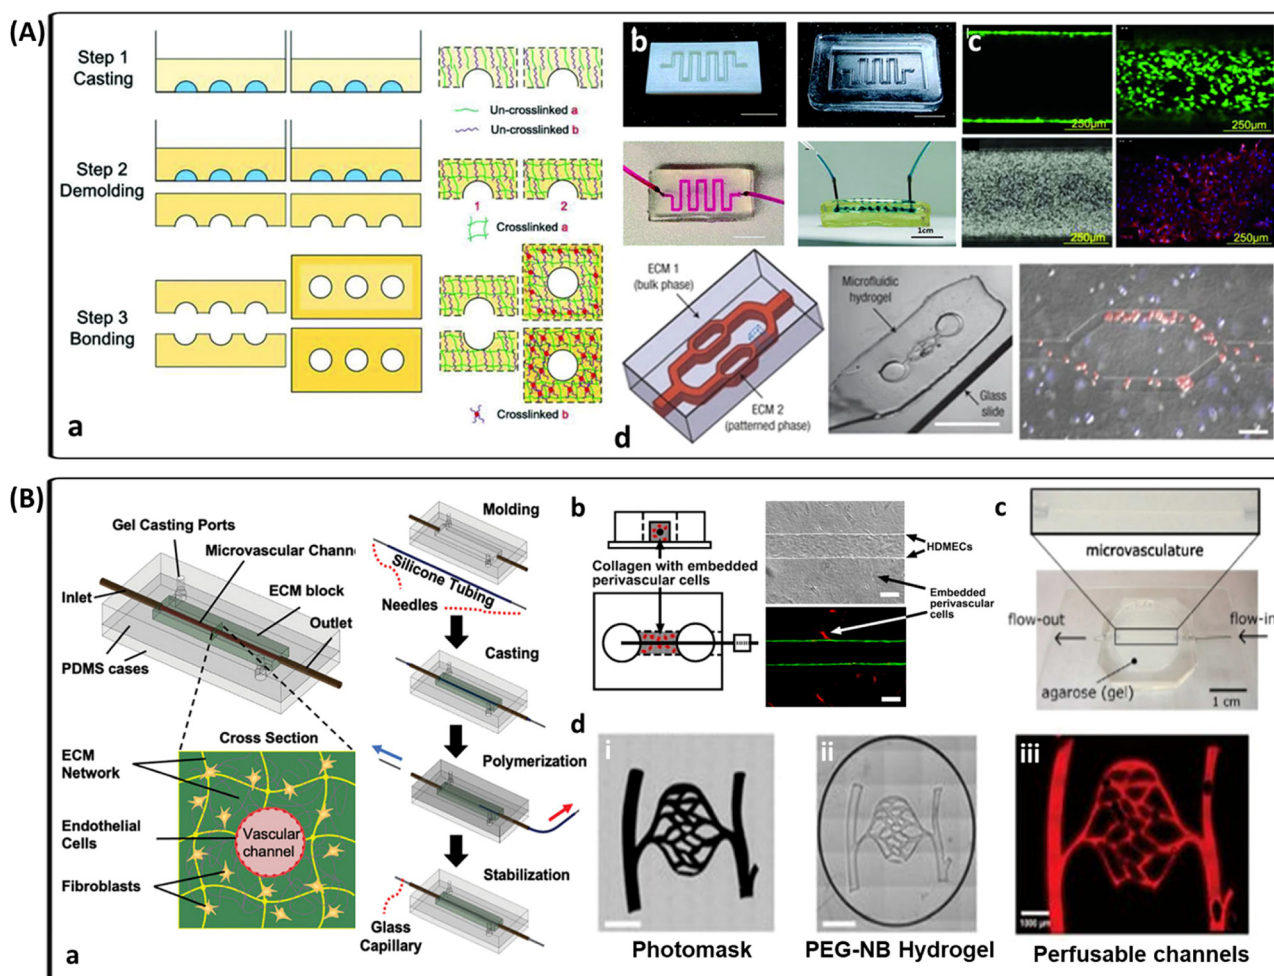 (A)
Step 1
Casting
Un-crosslinked a
Un-crosslinked b
Step 2
Demolding
1
2
Crosslinked a
Step 3
Bonding
Crosslinked b
a
b
c
250μm
250μm
1cm
250μm
250μm
ECM 1
(bulk phase)
ECM 2
(patterned phase)
Microfluidic
hydrogel
Glass
slide
d
(B)
Gel Casting Ports
Microvascular Chann
ECM block
Inlet
Outlet
PDMS cases
Cross Section
ECM
Network
Endothelial
Cells
Vascular
channel
Fibroblasts
a
Molding
Silicone Tubing
Needles
Casting
Polymerization
Stabilization
Glass
Capillary
b
Collagen with embedded
perivascular cells
HDMECs
Embedded
perivascular
cells
c
microvasculature
flow-out
flow-in
agarose (gel)
1 cm
d
i
ii
iii
1000 μm
Photomask
PEG-NB Hydrogel
Perfusable channels